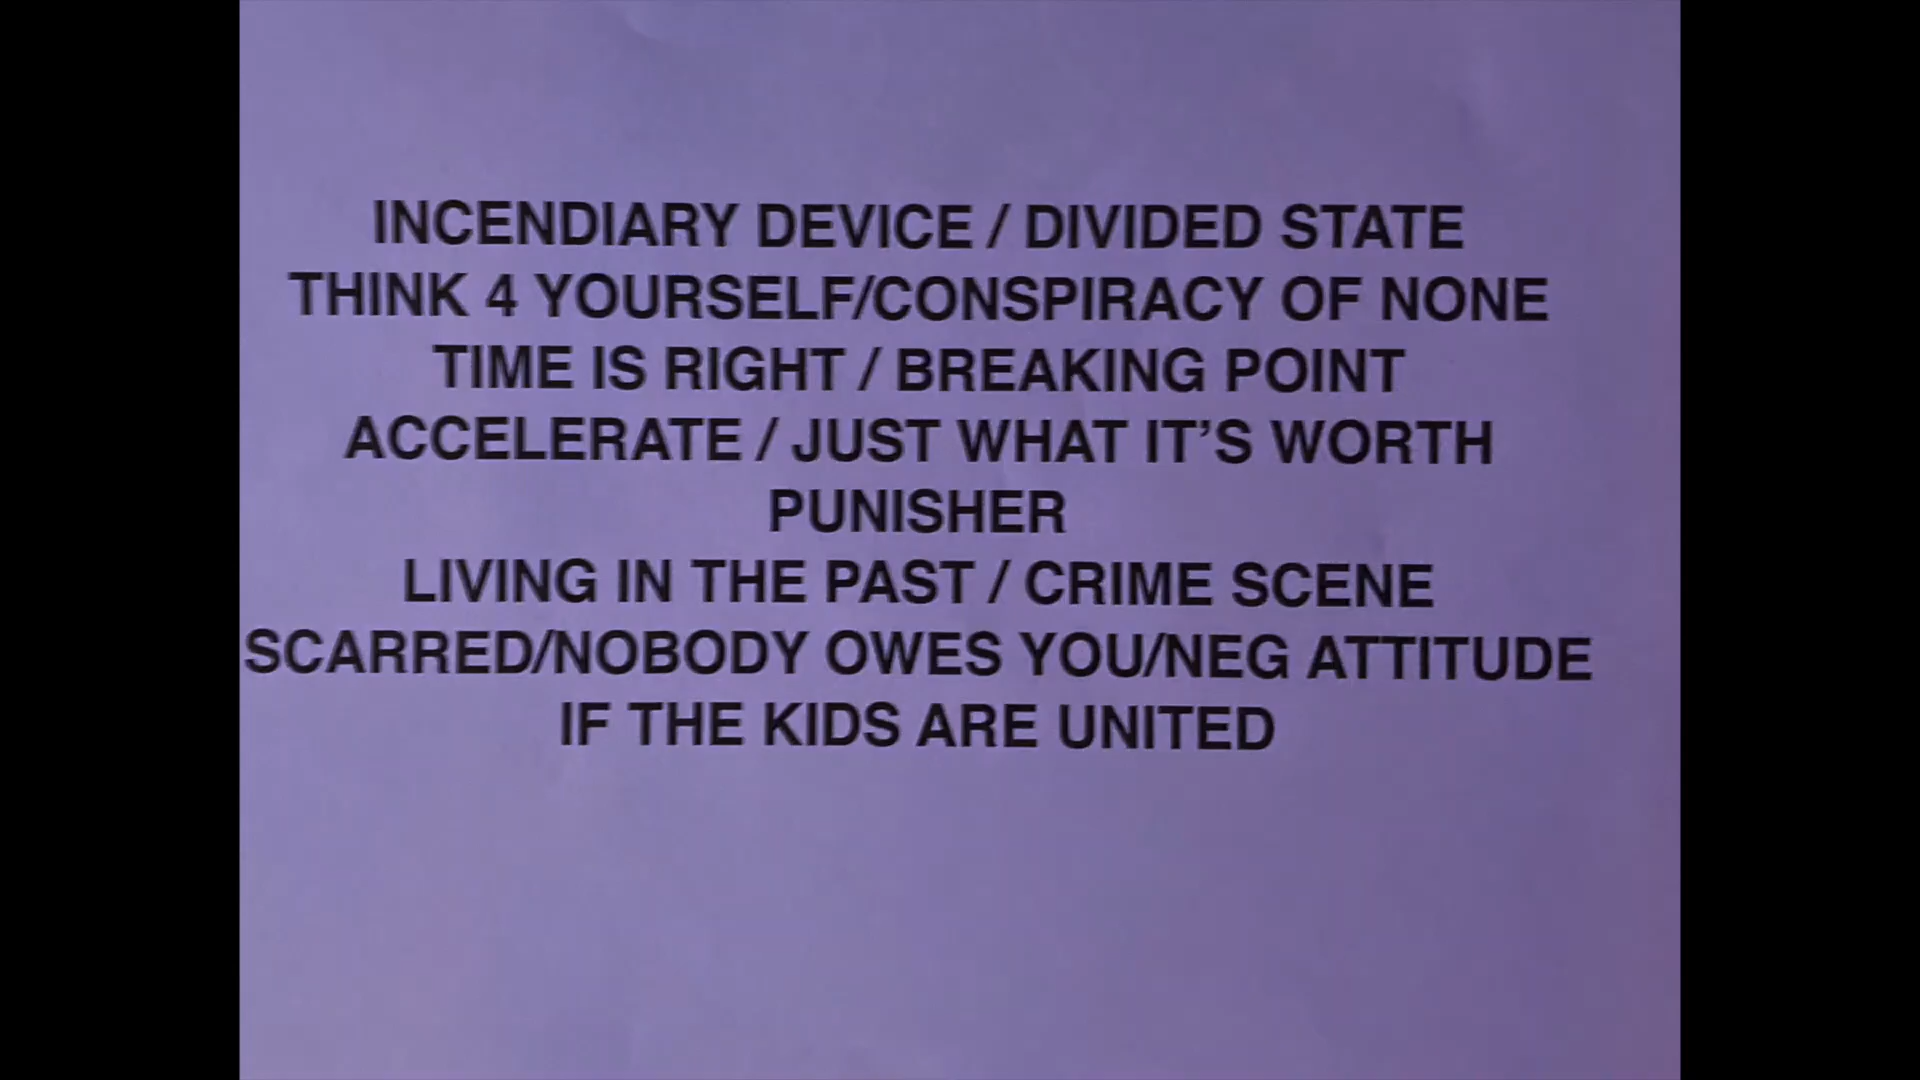 INCENDIARY DEVICE / DIVIDED STATE
THINK 4 YOURSELF/CONSPIRACY OF NONE
TIME IS RIGHT / BREAKING POINT
ACCELERATE / JUST WHAT IT’S WORTH
PUNISHER
LIVING IN THE PAST / CRIME SCENE
SCARRED/NOBODY OWES YOU/NEG ATTITUDE
IF THE KIDS ARE UNITED